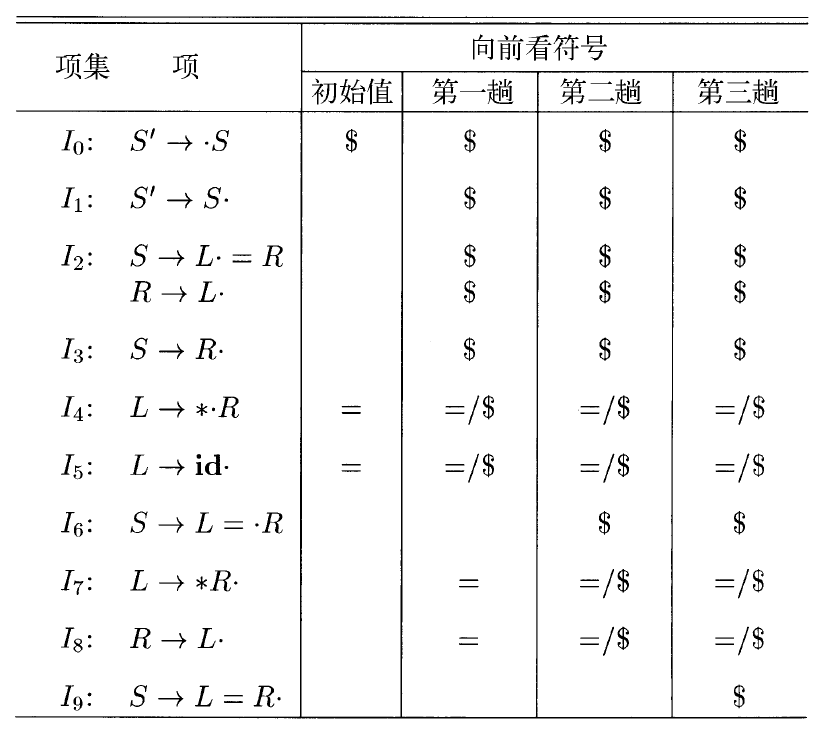 项集 项 向前看符号
初始值 第一趟 第二趟 第三趟
I₀: S′ → ·S $ $ $ $
I₁: S′ → S· $ $ $
I₂: S → L· = R $ $ $
R → L· $ $ $
I₃: S → R· $ $ $
I₄: L → *·R = =/$ =/$ =/$
I₅: L → id· = =/$ =/$ =/$
I₆: S → L = ·R $ $
I₇: L → *R· = =/$ =/$
I₈: R → L· = =/$ =/$
I₉: S → L = R· $